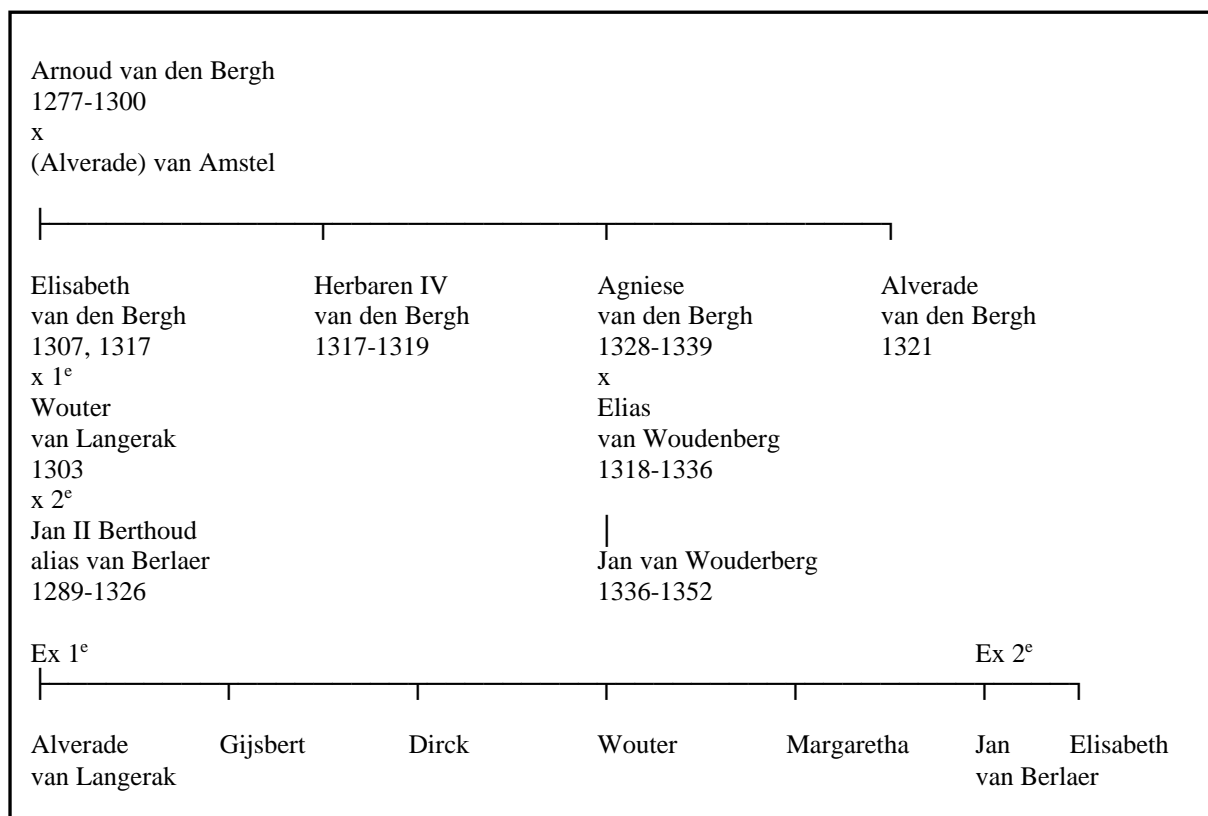 Arnoud van den Bergh
1277-1300
x
(Alverade) van Amstel
Elisabeth
van den Bergh
1307, 1317
x 1e
Wouter
van Langerak
1303
x 2e
Jan II Berthoud
alias van Berlaer
1289-1326
Herbaren IV
van den Bergh
1317-1319
Agniese
van den Bergh
1328-1339
x
Elias
van Woudenberg
1318-1336
Jan van Wouderberg
1336-1352
Alverade
van den Bergh
1321
Ex 1e
Ex 2e
Alverade
van Langerak
Gijsbert
Dirck
Wouter
Margaretha
Jan Elisabeth
van Berlaer